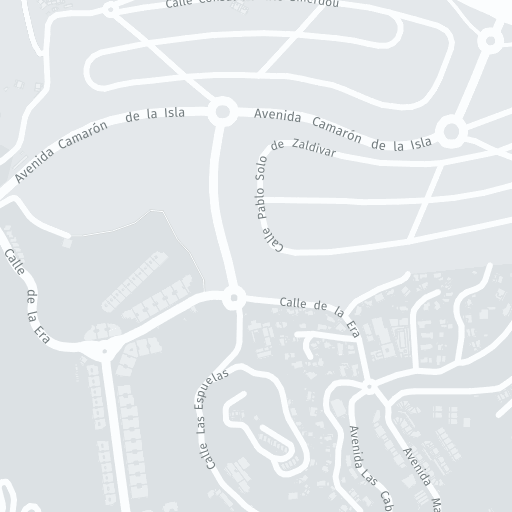 Calle
Avenida Camarón de la Isla
Avenida Camarón de la Isla
Calle Pablo Solo de Zaldivar
Calle de la Era
Calle de la Era
Calle Las Espuelas
Avenida Las Cab
Avenida Ma